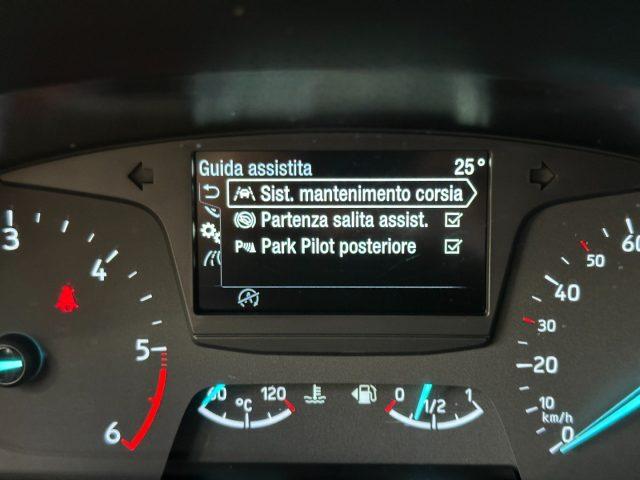 Guida assistita 25°
Sist. mantenimento corsia
Partenza salita assist.
P Park Pilot posteriore
3
4
5
6
60
50
40
30
20
10
km/h
0
120
°C
0
1/2
1